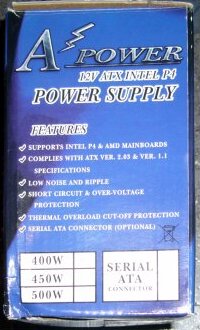 A POWER
12V ATX INTEL P4
POWER SUPPLY
FEATURES
SUPPORTS INTEL P4 & AMD MAINBOARDS
COMPLIES WITH ATX VER. 2.03 & VER. 1.1
SPECIFICATIONS
LOW NOISE AND RIPPLE
SHORT CIRCUIT & OVER-VOLTAGE
PROTECTION
THERMAL OVERLOAD CUT-OFF PROTECTION
SERIAL ATA CONNECTOR (OPTIONAL)
400W
450W
500W
SERIAL
ATA
CONNECTOR